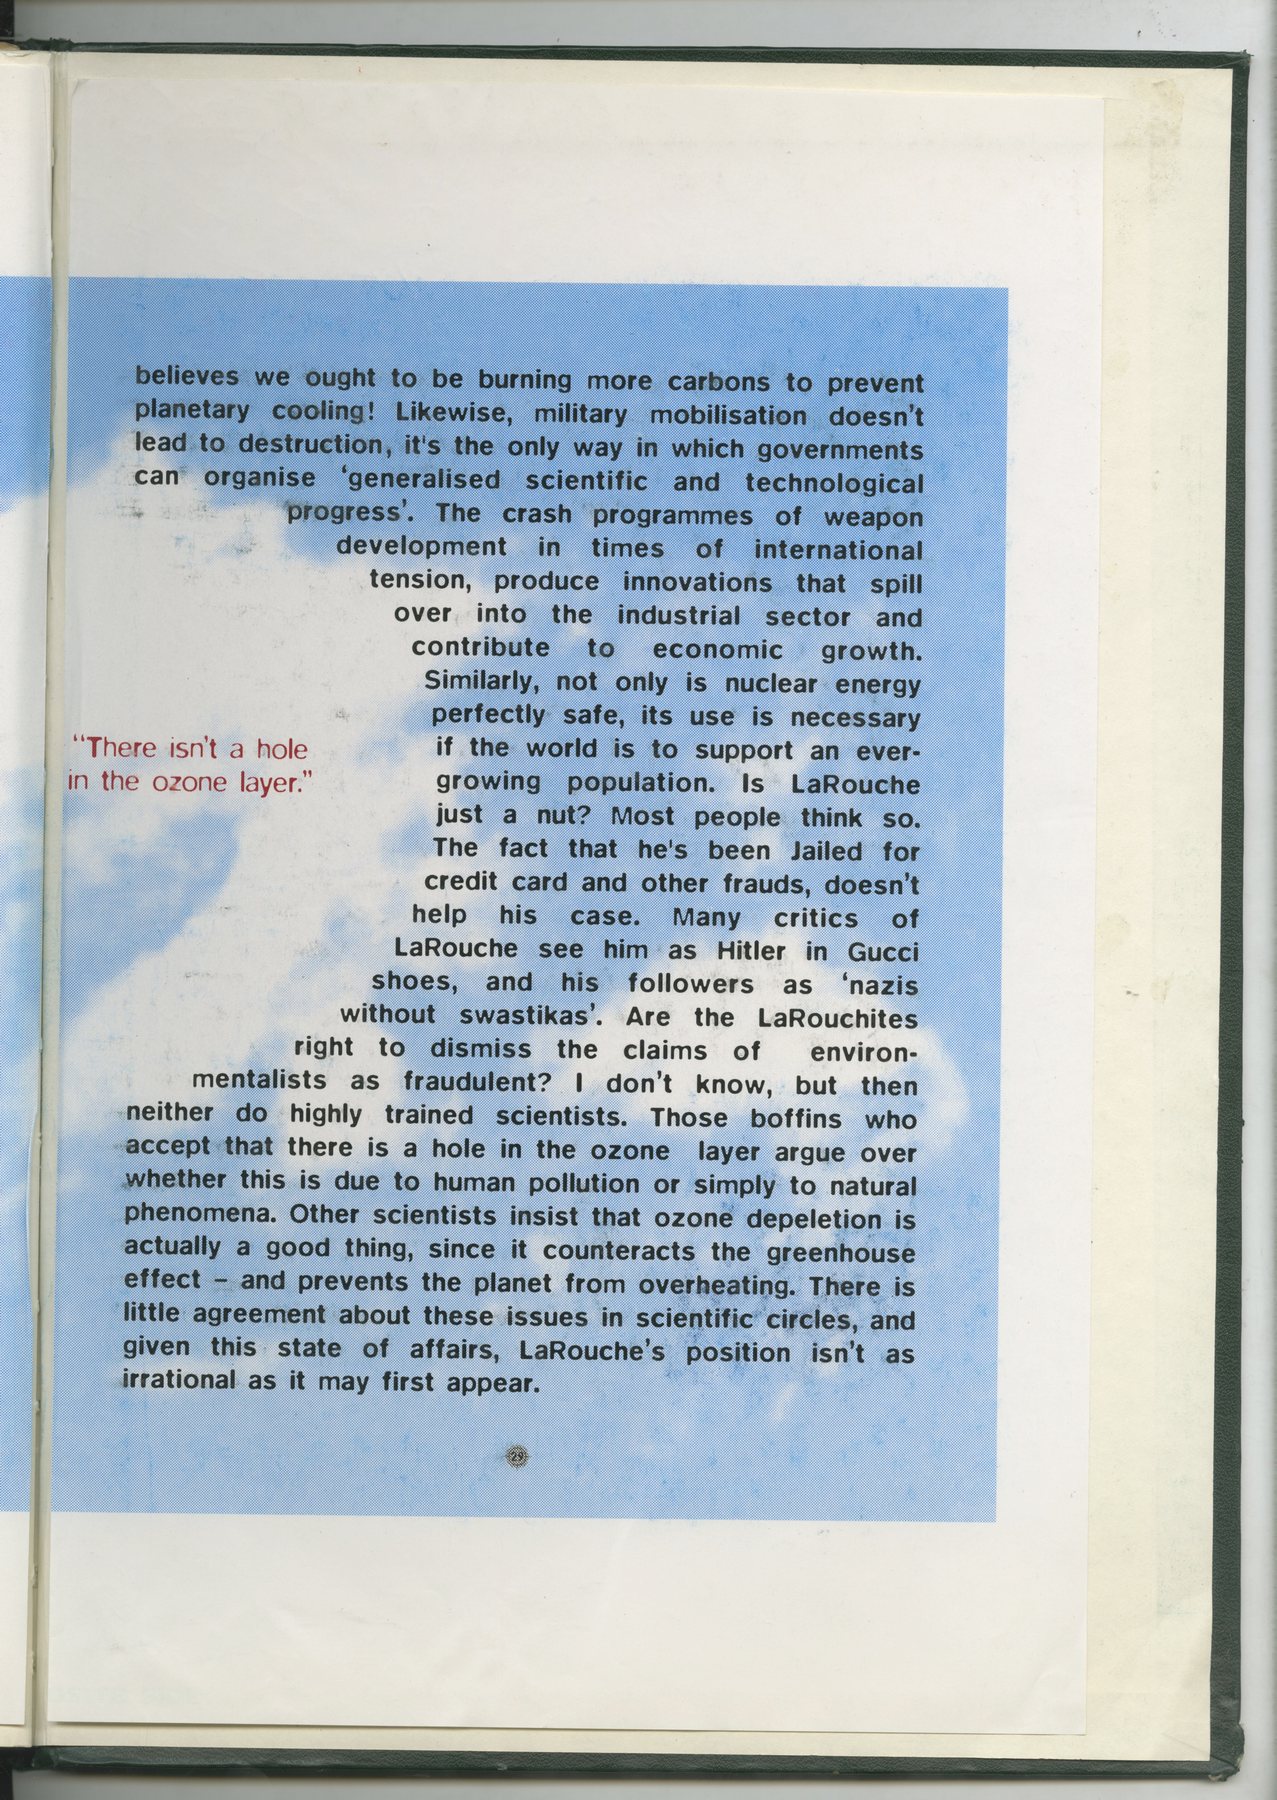 believes we ought to be burning more carbons to prevent
planetary cooling! Likewise, military mobilisation doesn't
lead to destruction, it's the only way in which governments
can organise ‘generalised scientific and technological
progress’. The crash programmes of weapon
development in times of international
tension, produce innovations that spill
over into the industrial sector and
contribute to economic growth.
Similarly, not only is nuclear energy
perfectly safe, its use is necessary
if the world is to support an ever-
growing population. Is LaRouche
just a nut? Most people think so.
The fact that he's been Jailed for
credit card and other frauds, doesn't
help his case. Many critics of
LaRouche see him as Hitler in Gucci
shoes, and his followers as ‘nazis
without swastikas’. Are the LaRouchites
right to dismiss the claims of environ-
mentalists as fraudulent? I don't know, but then
neither do highly trained scientists. Those boffins who
accept that there is a hole in the ozone layer argue over
whether this is due to human pollution or simply to natural
phenomena. Other scientists insist that ozone depeletion is
actually a good thing, since it counteracts the greenhouse
effect – and prevents the planet from overheating. There is
little agreement about these issues in scientific circles, and
given this state of affairs, LaRouche's position isn't as
irrational as it may first appear.
“There isn't a hole
in the ozone layer.”
29